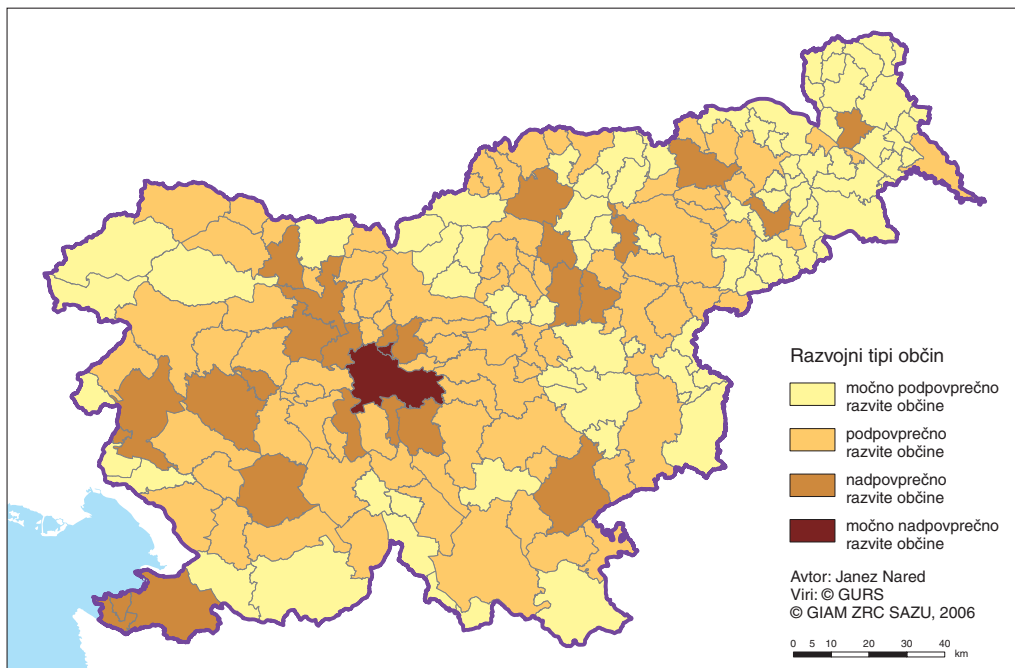 Razvojni tipi občin
močno podpovprečno
razvite občine
podpovprečno
razvite občine
nadpovprečno
razvite občine
močno nadpovprečno
razvite občine
Avtor: Janez Nared
Viri: © GURS
© GIAM ZRC SAZU, 2006
0 5 10 20 30 40
km